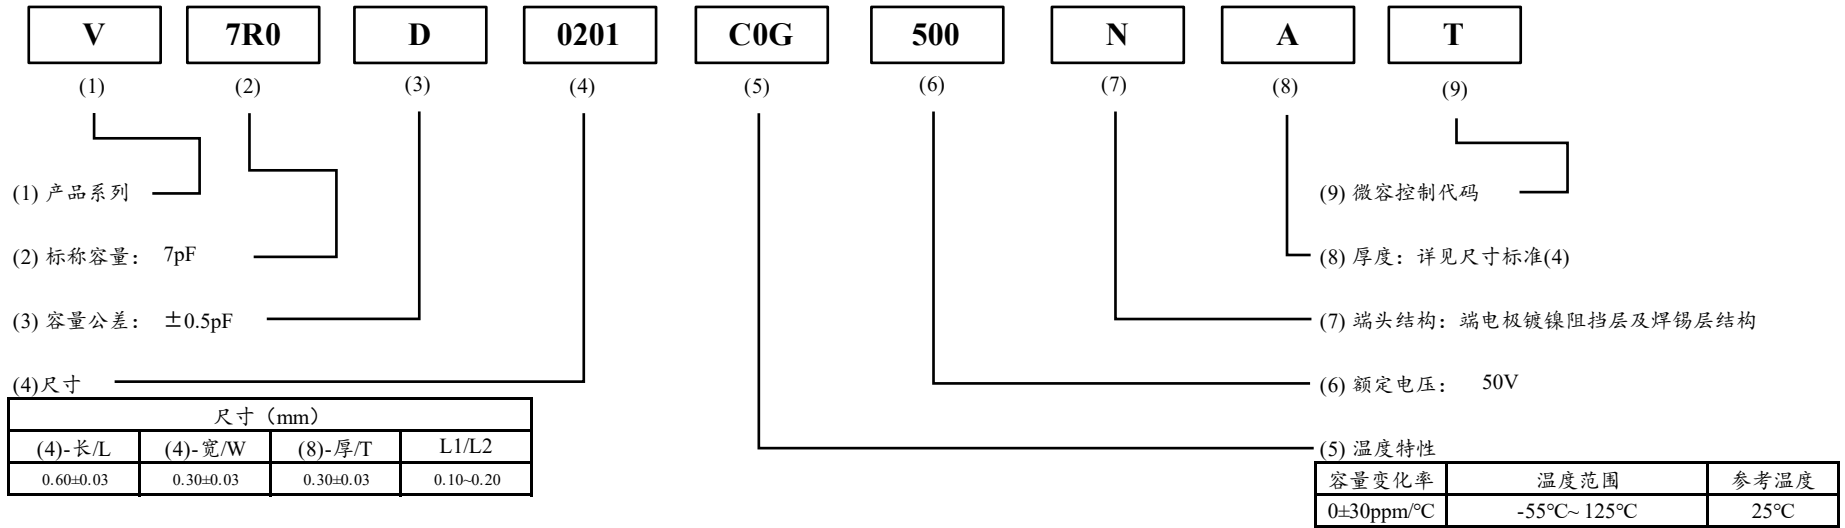 V 7R0 D 0201 C0G 500 N A T
(1) (2) (3) (4) (5) (6) (7) (8) (9)
(1) 产品系列
(9) 微容控制代码
(2) 标称容量： 7pF
(8) 厚度：详见尺寸标准(4)
(3) 容量公差： ±0.5pF
(7) 端头结构：端电极镀镍阻挡层及焊锡层结构
(4)尺寸
(6) 额定电压： 50V
尺寸（mm）
(4)-长/L (4)-宽/W (8)-厚/T L1/L2
0.60±0.03 0.30±0.03 0.30±0.03 0.10~0.20
(5) 温度特性
容量变化率 温度范围 参考温度
0±30ppm/℃ -55℃~ 125℃ 25℃